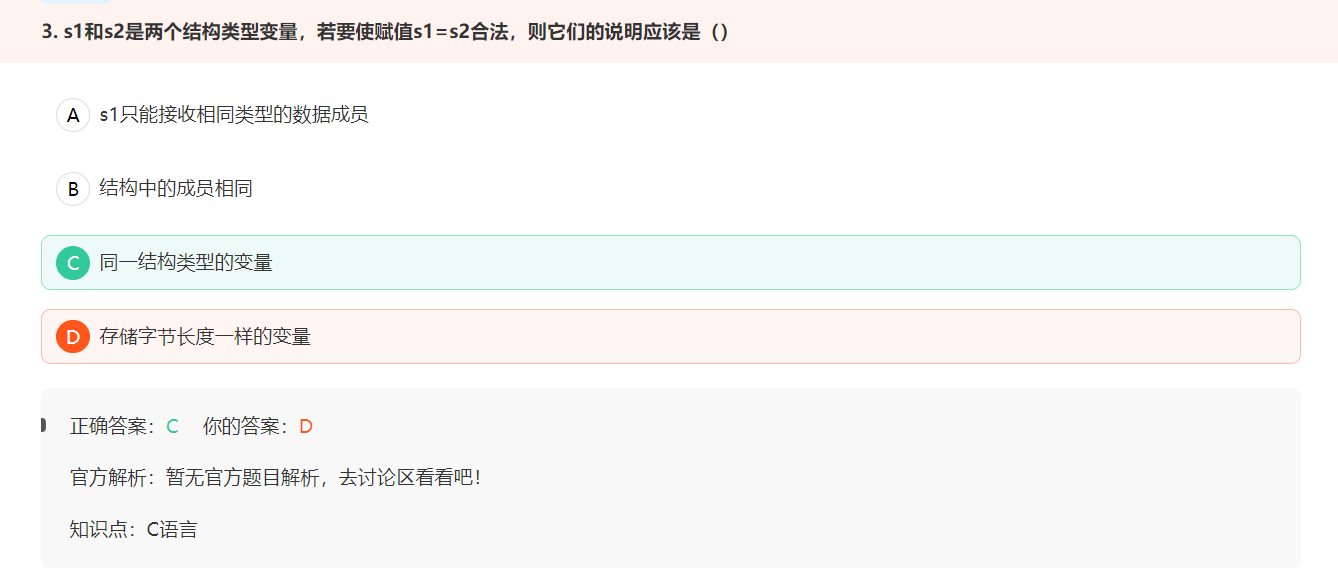 3. s1和s2是两个结构类型变量，若要使赋值s1=s2合法，则它们的说明应该是（）
A s1只能接收相同类型的数据成员
B 结构中的成员相同
C 同一结构类型的变量
D 存储字节长度一样的变量
正确答案：C 你的答案：D
官方解析：暂无官方题目解析，去讨论区看看吧！
知识点：C语言